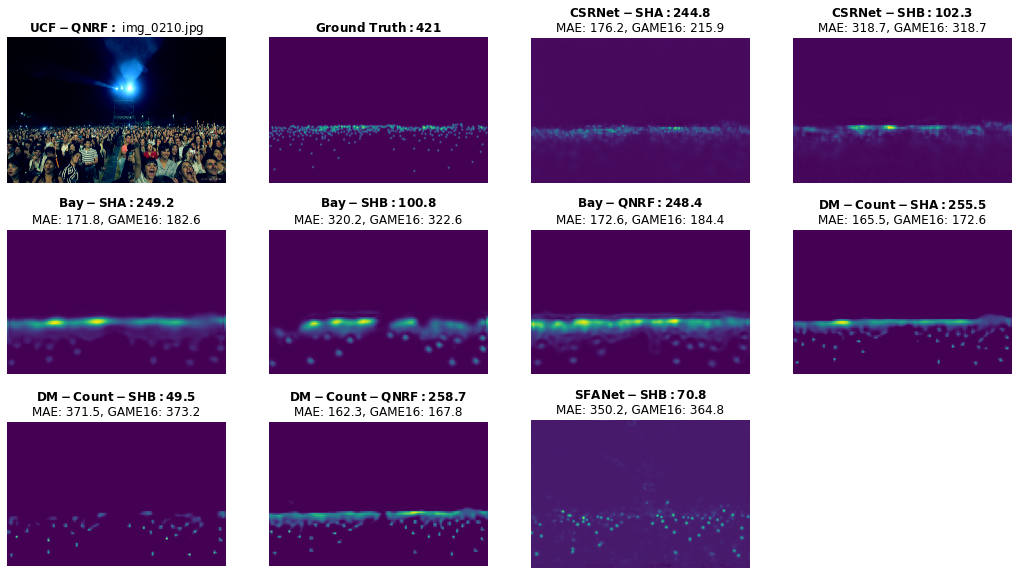 UCF − QNRF: img_0210.jpg
Ground Truth: 421
CSRNet − SHA: 244.8
MAE: 176.2, GAME16: 215.9
CSRNet − SHB: 102.3
MAE: 318.7, GAME16: 318.7
Bay − SHA: 249.2
MAE: 171.8, GAME16: 182.6
Bay − SHB: 100.8
MAE: 320.2, GAME16: 322.6
Bay − QNRF: 248.4
MAE: 172.6, GAME16: 184.4
DM − Count − SHA: 255.5
MAE: 165.5, GAME16: 172.6
DM − Count − SHB: 49.5
MAE: 371.5, GAME16: 373.2
DM − Count − QNRF: 258.7
MAE: 162.3, GAME16: 167.8
SFANet − SHB: 70.8
MAE: 350.2, GAME16: 364.8